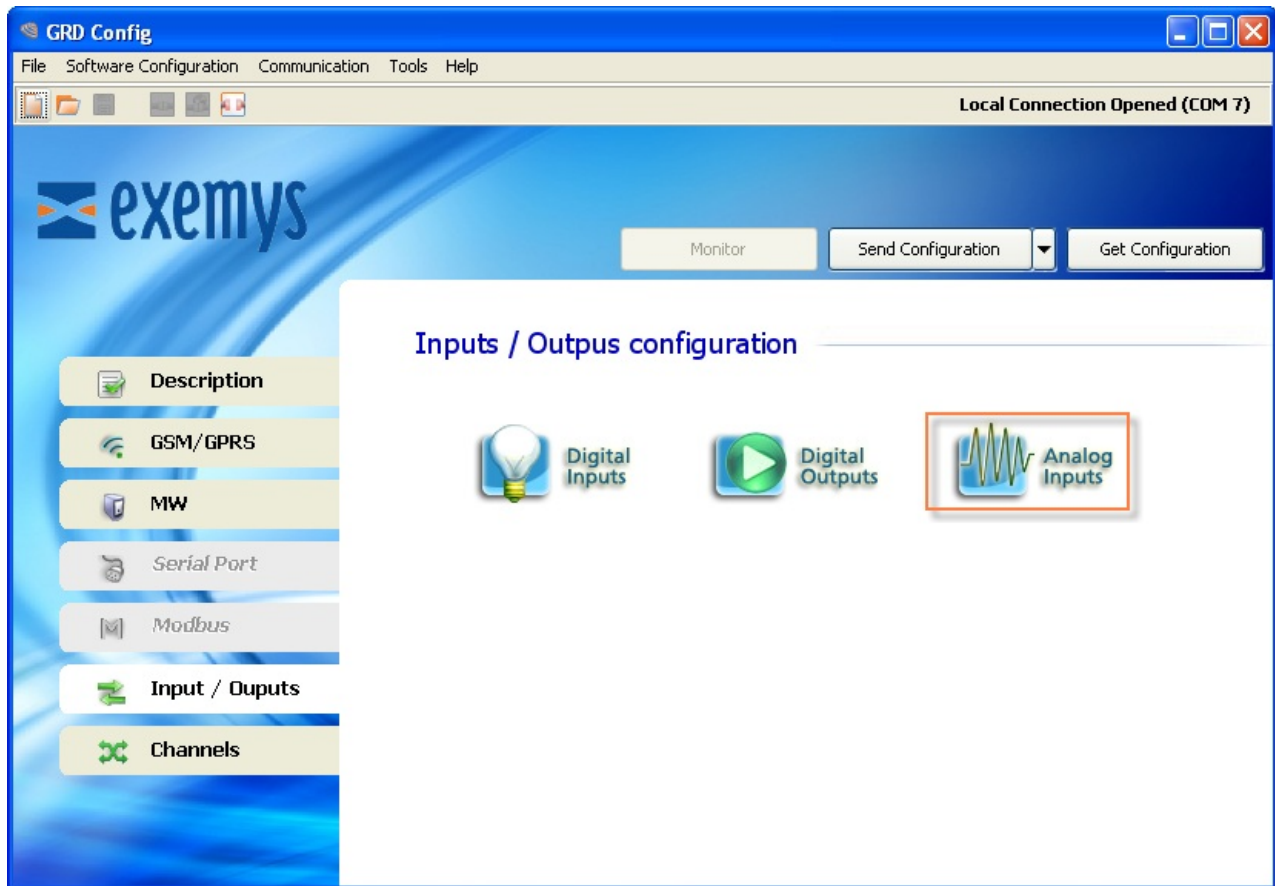 GRD Config
File Software Configuration Communication Tools Help
Local Connection Opened (COM 7)
exemys
Monitor
Send Configuration
Get Configuration
Inputs / Outpus configuration
Description
GSM/GPRS
MW
Serial Port
Modbus
Input / Ouputs
Channels
Digital
Inputs
Digital
Outputs
Analog
Inputs